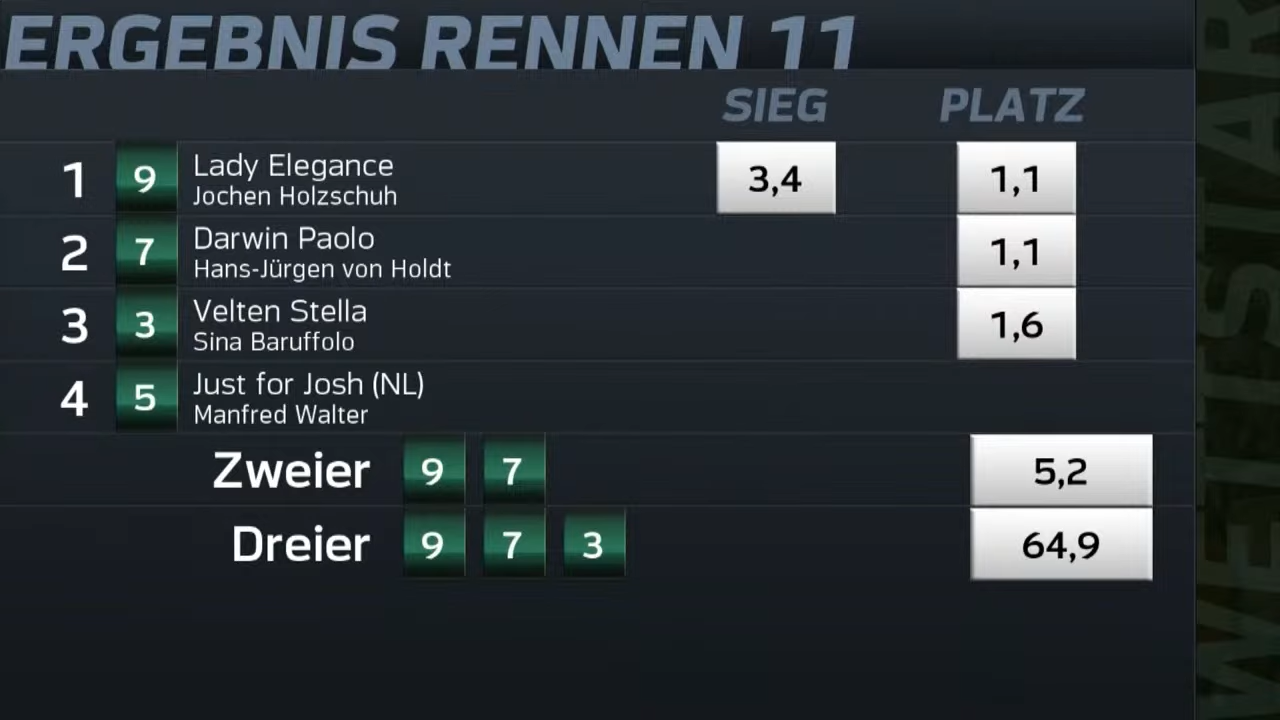 ERGEBNIS RENNEN 11
SIEG PLATZ
1 9 Lady Elegance 3,4 1,1
Jochen Holzschuh
2 7 Darwin Paolo 1,1
Hans-Jürgen von Holdt
3 3 Velten Stella 1,6
Sina Baruffolo
4 5 Just for Josh (NL)
Manfred Walter
Zweier 9 7 5,2
Dreier 9 7 3 64,9